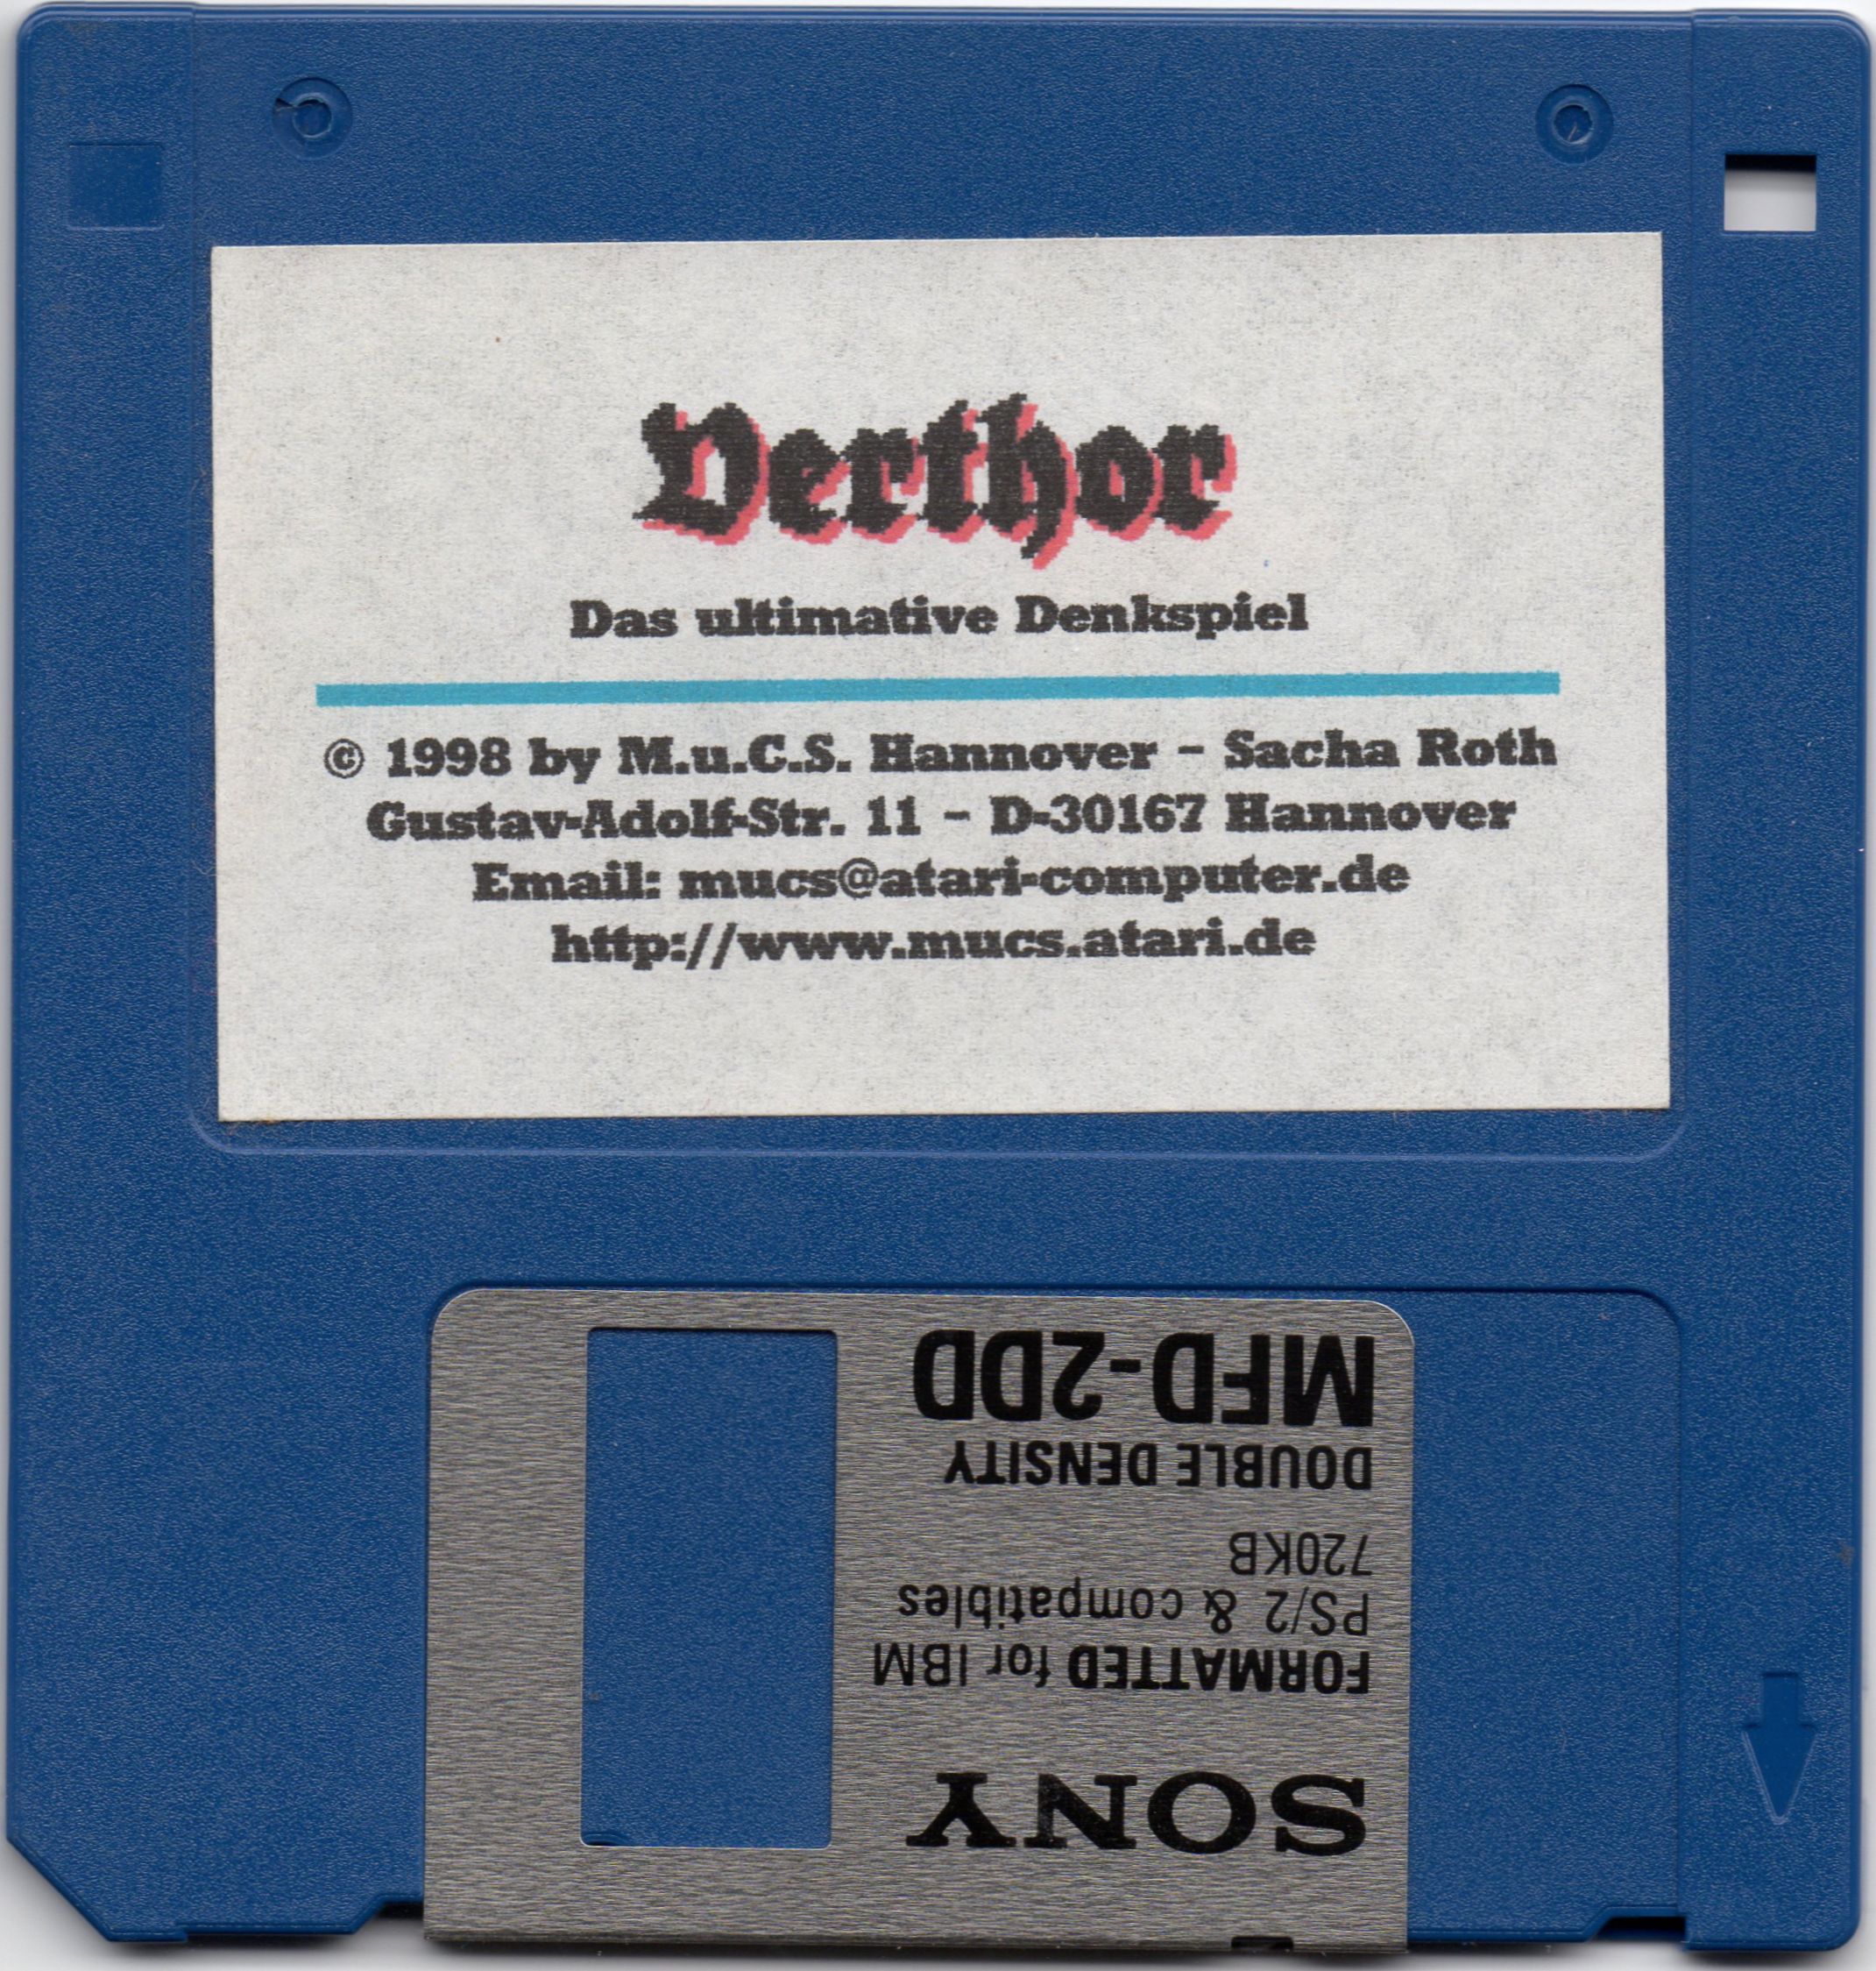 Verthor
Das ultimative Denkspiel
© 1998 by M.u.C.S. Hannover - Sacha Roth
Gustav-Adolf-Str. 11 - D-30167 Hannover
Email: mucs@atari-computer.de
http://www.mucs.atari.de
SONY
FORMATTED for IBM
PS/2 & compatibles
720KB
DOUBLE DENSITY
MFD-2DD